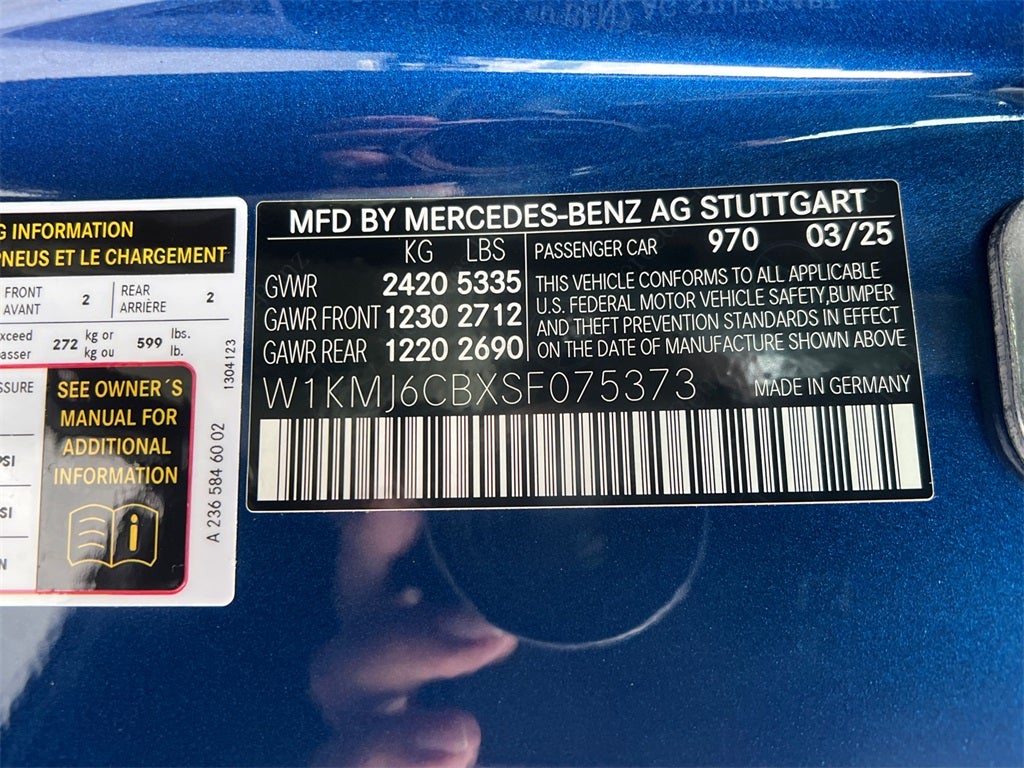 G INFORMATION
PNEUS ET LE CHARGEMENT
FRONT
AVANT
2
REAR
ARRIÈRE
2
xceed
asser
272
kg or
kg ou
599
lbs.
lb.
SSURE
PSI
SI
N
SEE OWNER´S
MANUAL FOR
ADDITIONAL
INFORMATION
i
1304123
A 236 584 60 02
MFD BY MERCEDES-BENZ AG STUTTGART
KG LBS
GVWR 2420 5335
GAWR FRONT 1230 2712
GAWR REAR 1220 2690
PASSENGER CAR 970 03/25
THIS VEHICLE CONFORMS TO ALL APPLICABLE
U.S. FEDERAL MOTOR VEHICLE SAFETY,BUMPER
AND THEFT PREVENTION STANDARDS IN EFFECT
ON THE DATE OF MANUFACTURE SHOWN ABOVE
W1KMJ6CBXSF075373
MADE IN GERMANY